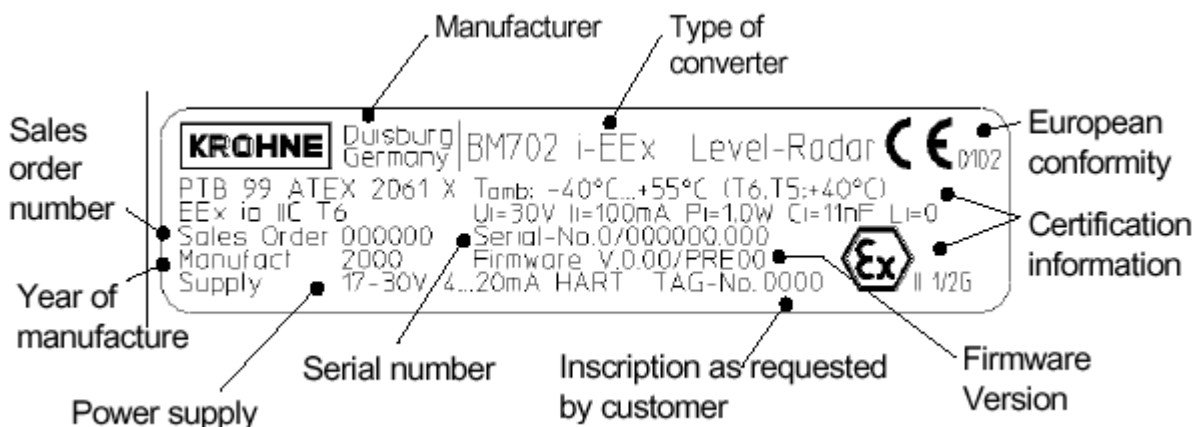 Manufacturer
Type of
converter
Sales
order
number
European
conformity
KROHNE Duisburg
Germany BM702 i-EEx Level-Radar CE 0102
PTB 99 ATEX 2061 X Tamb: -40°C...+55°C (T6,T5:+40°C)
EEx ia IIC T6 Ui=30V Ii=100mA Pi=1.0W Ci=11nF Li=0
Sales Order 000000 Serial-No.0/000000.000
Manufact 2000 Firmware V.0.00/PRE00
Supply 17-30V 4...20mA HART TAG-No.0000 Ex II 1/2G
Certification
information
Year of
manufacture
Serial number
Inscription as requested
by customer
Firmware
Version
Power supply